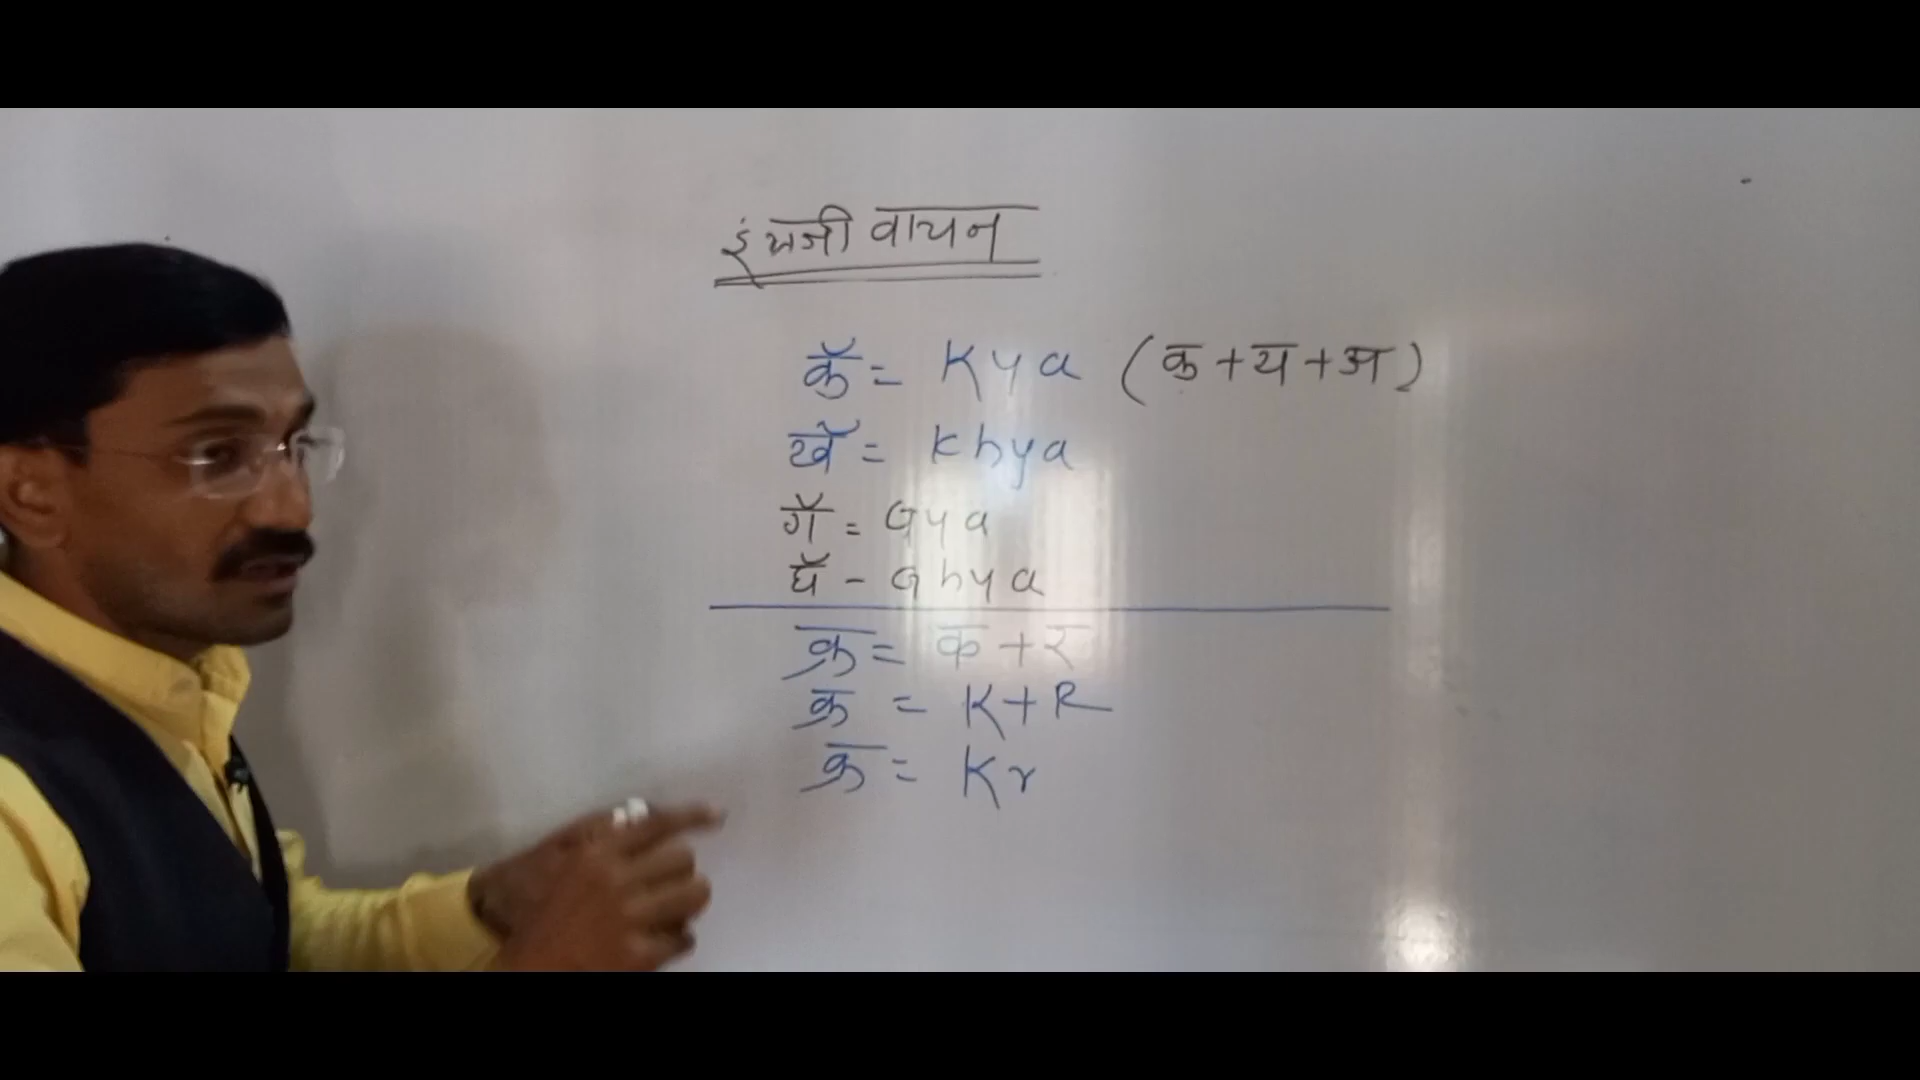 इंग्रजी वाचन
कॅ = Kya (क+य+अ)
खॅ = khya
गॅ = Gya
घॅ - Ghya
क्र = क+र
क्र = K+R
क्र = Kr